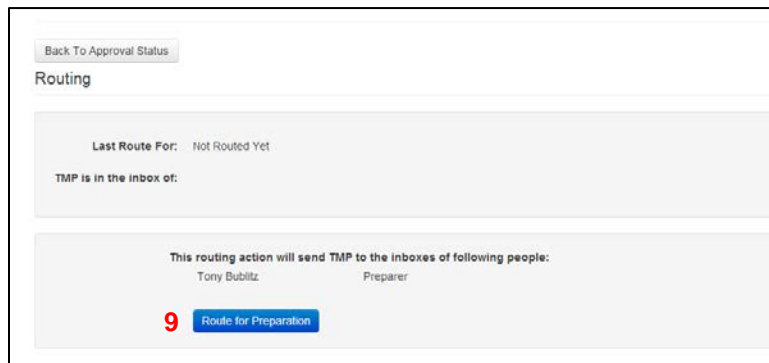 Back To Approval Status
Routing
Last Route For: Not Routed Yet
TMP is in the inbox of:
This routing action will send TMP to the inboxes of following people:
Tony Bublitz Preparer
9 Route for Preparation